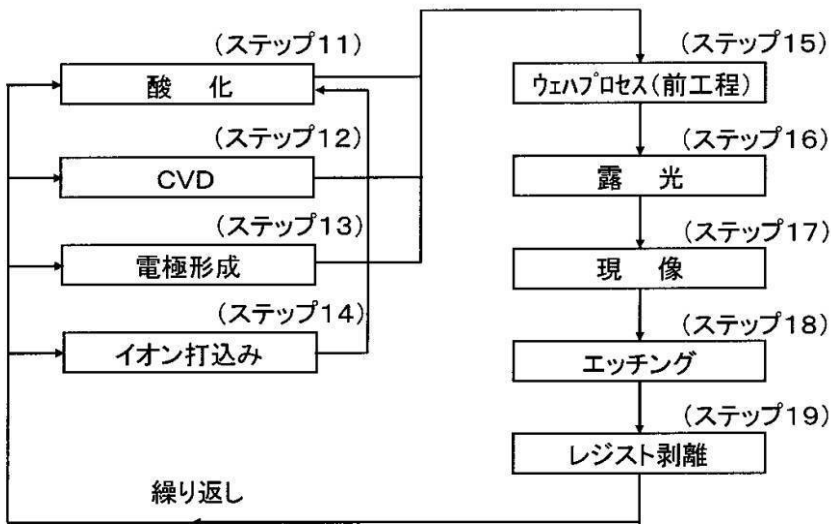 (ステップ11)
酸 化
(ステップ12)
CVD
(ステップ13)
電極形成
(ステップ14)
イオン打込み
(ステップ15)
ウェハプロセス(前工程)
(ステップ16)
露 光
(ステップ17)
現 像
(ステップ18)
エッチング
(ステップ19)
レジスト剥離
繰り返し